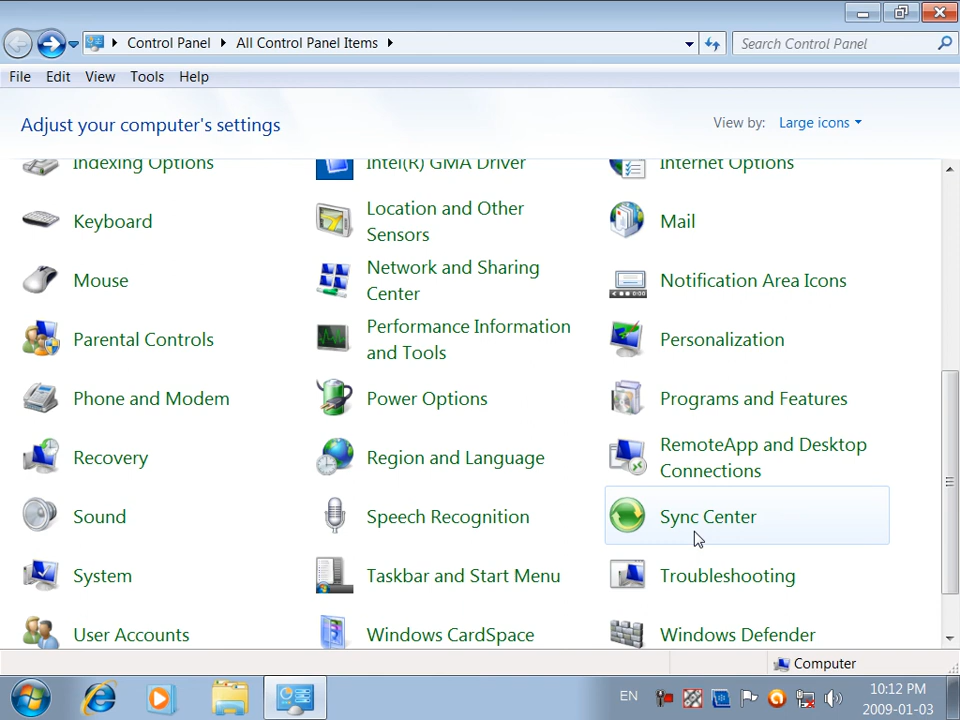 Control Panel All Control Panel Items
Search Control Panel
File Edit View Tools Help
Adjust your computer's settings
View by: Large icons
Indexing Options
Intel(R) GMA Driver
Internet Options
Keyboard
Location and Other
Sensors
Mail
Mouse
Network and Sharing
Center
Notification Area Icons
Parental Controls
Performance Information
and Tools
Personalization
Phone and Modem
Power Options
Programs and Features
Recovery
Region and Language
RemoteApp and Desktop
Connections
Sound
Speech Recognition
Sync Center
System
Taskbar and Start Menu
Troubleshooting
User Accounts
Windows CardSpace
Windows Defender
Computer
EN
10:12 PM
2009-01-03